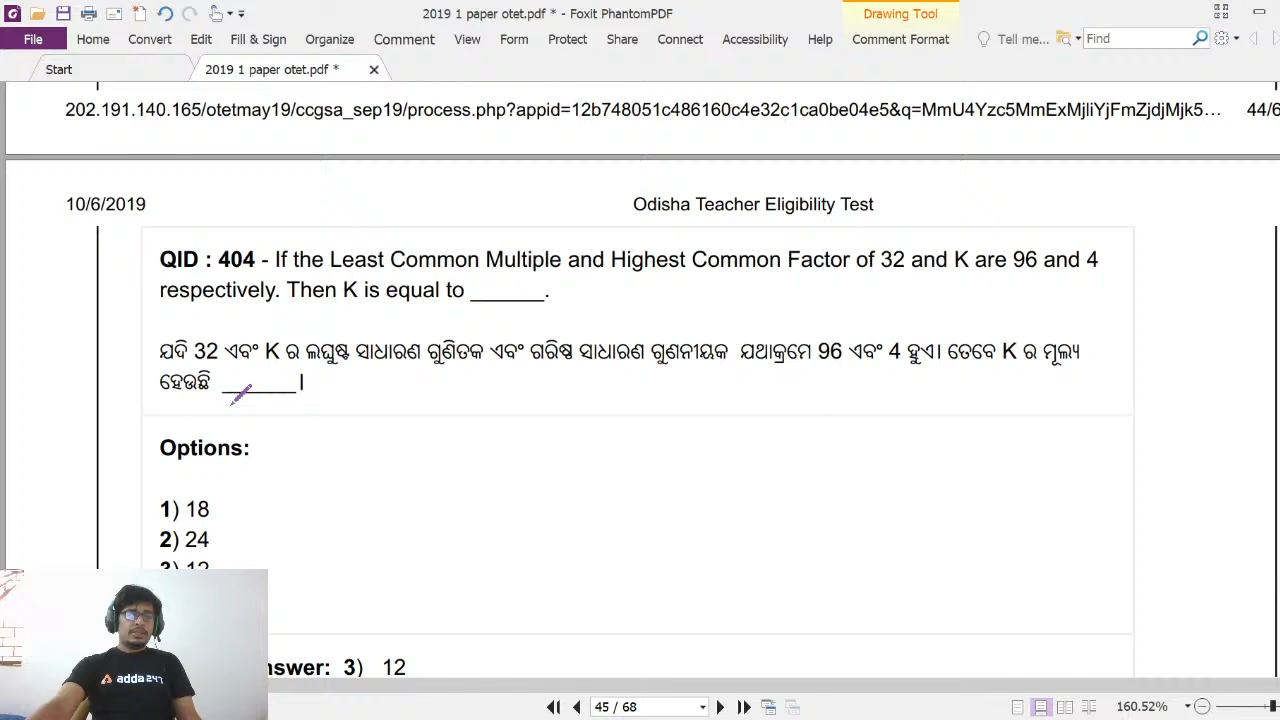 2019 1 paper otet.pdf * - Foxit PhantomPDF
Drawing Tool
File Home Convert Edit Fill & Sign Organize Comment View Form Protect Share Connect Accessibility Help Comment Format Tell me... Find
Start 2019 1 paper otet.pdf *
202.191.140.165/otetmay19/ccgsa_sep19/process.php?appid=12b748051c486160c4e32c1ca0be04e5&q=MmU4Yzc5MmExMjliYjFmZjdjMjk5… 44/6
10/6/2019 Odisha Teacher Eligibility Test
QID : 404 - If the Least Common Multiple and Highest Common Factor of 32 and K are 96 and 4
respectively. Then K is equal to ______.
ଯଦି 32 ଏବଂ K ର ଲଘୁଷ୍ଟ ସାଧାରଣ ଗୁଣିତକ ଏବଂ ଗରିଷ୍ଠ ସାଧାରଣ ଗୁଣନୀୟକ ଯଥାକ୍ରମେ 96 ଏବଂ 4 ହୁଏ। ତେବେ K ର ମୂଲ୍ୟ
ହେଉଛି ______।
Options:
1) 18
2) 24
3) 12
nswer: 3) 12
adda247
45 / 68
160.52%